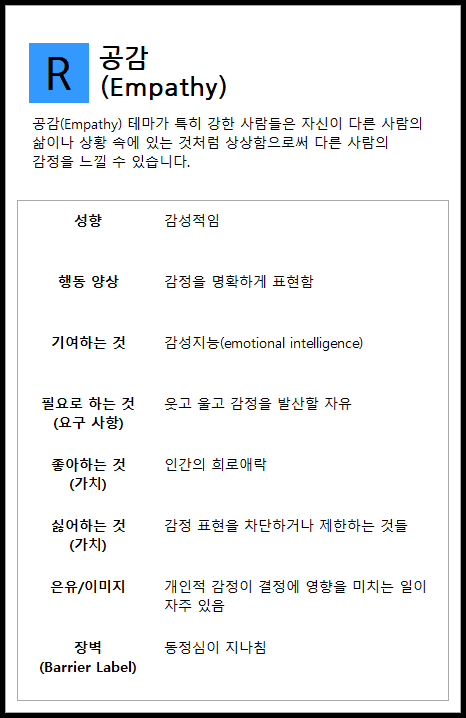 R
공감
(Empathy)
공감(Empathy) 테마가 특히 강한 사람들은 자신이 다른 사람의
삶이나 상황 속에 있는 것처럼 상상함으로써 다른 사람의
감정을 느낄 수 있습니다.
성향 감성적임
행동 양상 감정을 명확하게 표현함
기여하는 것 감성지능(emotional intelligence)
필요로 하는 것 웃고 울고 감정을 발산할 자유
(요구 사항)
좋아하는 것 인간의 희로애락
(가치)
싫어하는 것 감정 표현을 차단하거나 제한하는 것들
(가치)
은유/이미지 개인적 감정이 결정에 영향을 미치는 일이
자주 있음
장벽 동정심이 지나침
(Barrier Label)